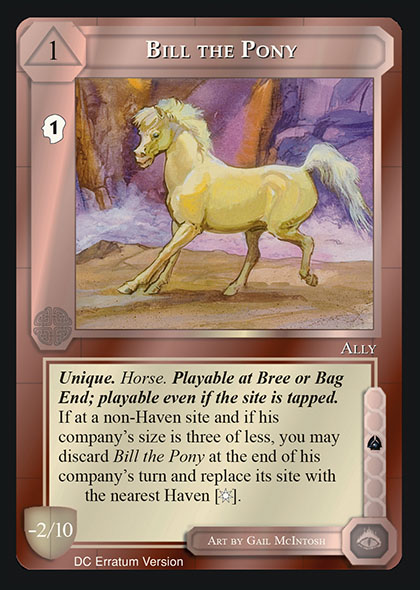 1
Bill the Pony
1
Ally
Unique. Horse. Playable at Bree or Bag
End; playable even if the site is tapped.
If at a non-Haven site and if his
company's size is three of less, you may
discard Bill the Pony at the end of his
company's turn and replace its site with
the nearest Haven [].
-2/10
Art by Gail McIntosh
DC Erratum Version